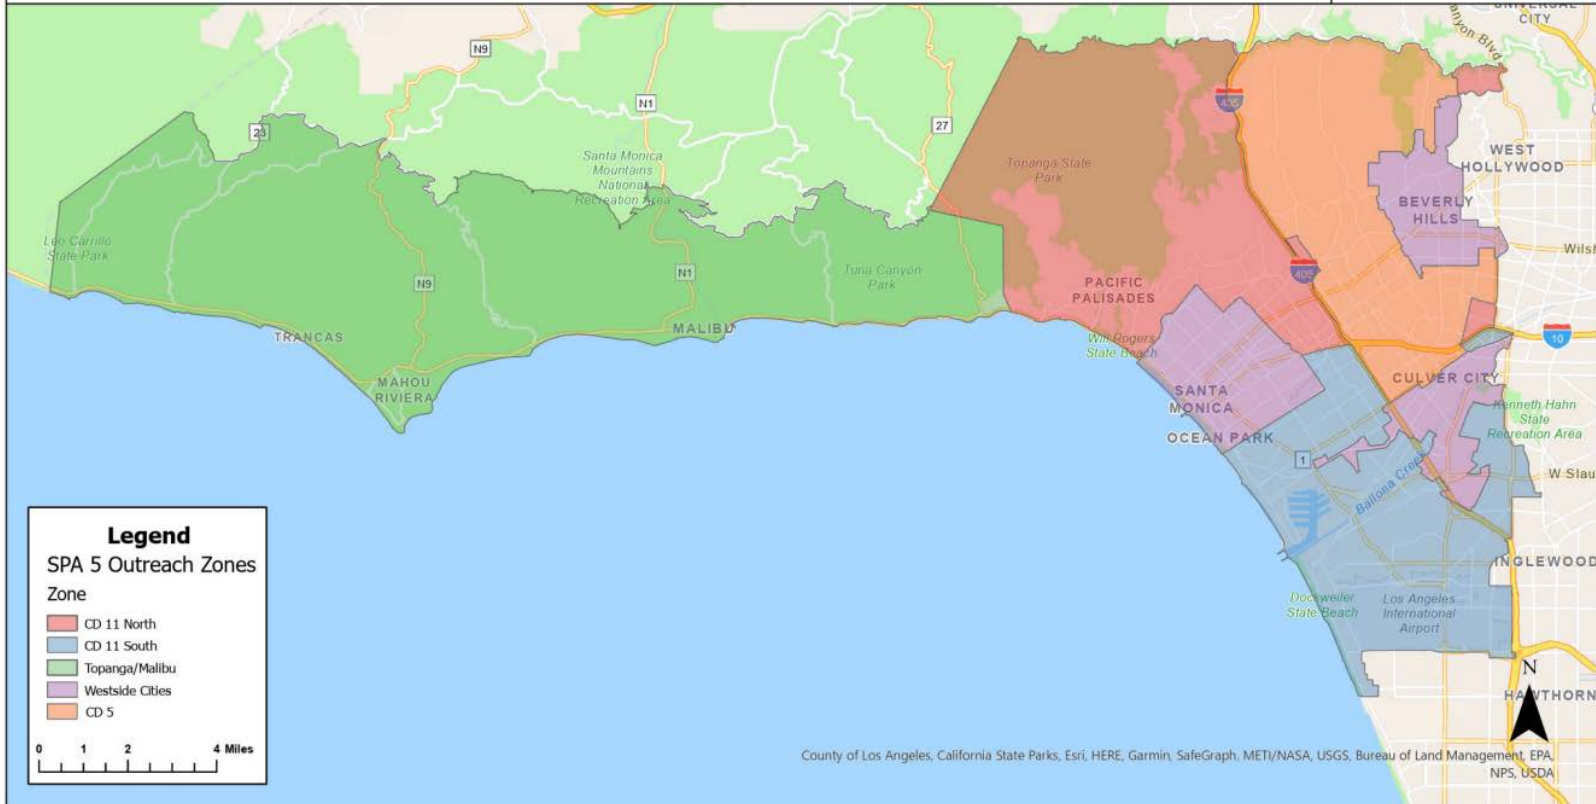 UNIVERSAL
CITY
anyon Blvd
N9
N1
23
27
405
Santa Monica
Mountains
National
Recreation Area
Topanga State
Park
WEST
HOLLYWOOD
BEVERLY
HILLS
Wilsh
Leo Carrillo
State Park
N9
N1
Tuna Canyon
Park
405
PACIFIC
PALISADES
TRANCAS
MALIBU
Will Rogers
State Beach
10
MAHOU
RIVIERA
SANTA
MONICA
CULVER CITY
Kenneth Hahn
State
Recreation Area
OCEAN PARK
1
Ballona Creek
W Slau
INGLEWOOD
Dockweiler
State Beach
Los Angeles
International
Airport
HAWTHORN
N
Legend
SPA 5 Outreach Zones
Zone
CD 11 North
CD 11 South
Topanga/Malibu
Westside Cities
CD 5
0 1 2 4 Miles
County of Los Angeles, California State Parks, Esri, HERE, Garmin, SafeGraph, METI/NASA, USGS, Bureau of Land Management, EPA,
NPS, USDA